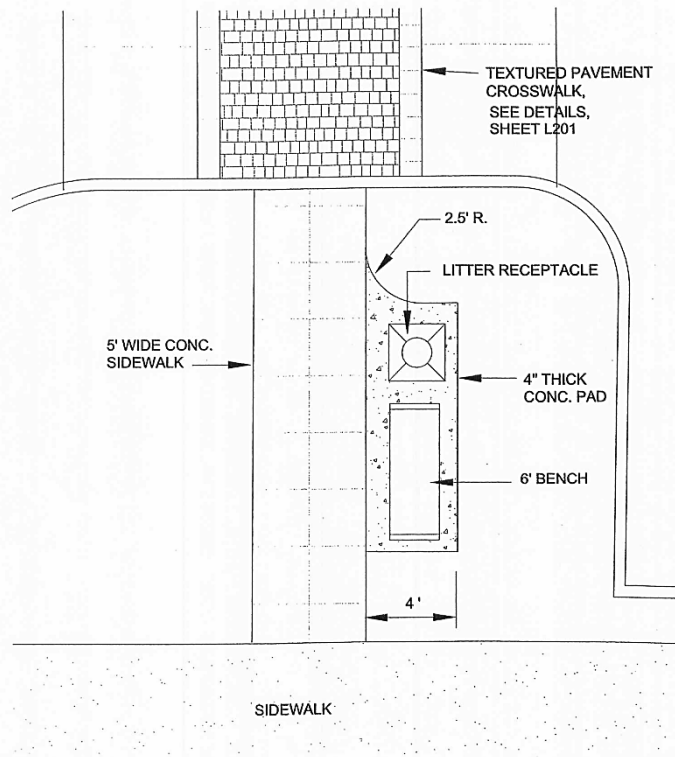 TEXTURED PAVEMENT
CROSSWALK,
SEE DETAILS,
SHEET L201
2.5' R.
LITTER RECEPTACLE
5' WIDE CONC.
SIDEWALK
4" THICK
CONC. PAD
6' BENCH
4'
SIDEWALK